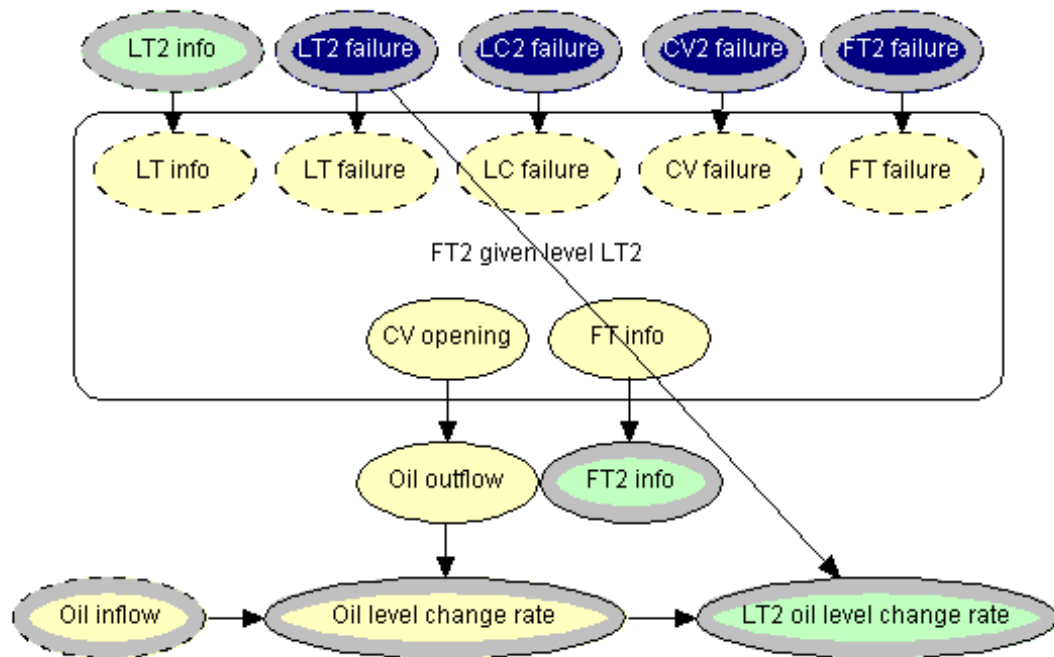 LT2 info
LT2 failure
LC2 failure
CV2 failure
FT2 failure
LT info
LT failure
LC failure
CV failure
FT failure
FT2 given level LT2
CV opening
FT info
Oil outflow
FT2 info
Oil inflow
Oil level change rate
LT2 oil level change rate